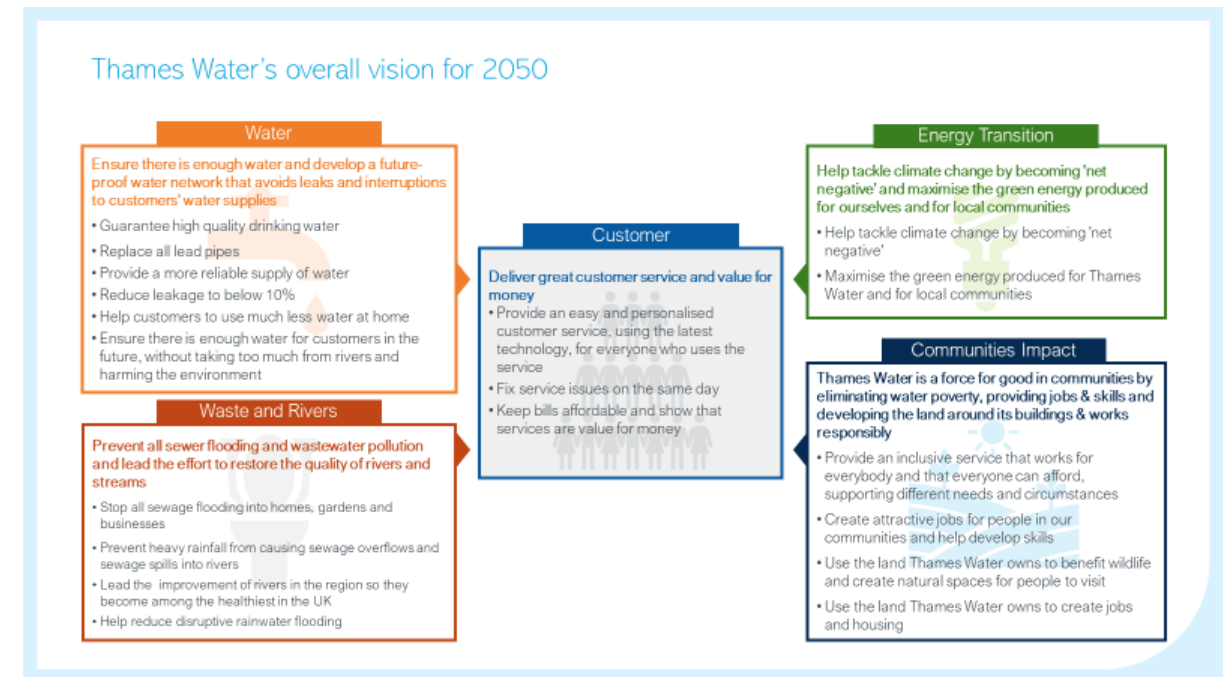 Thames Water's overall vision for 2050
Water
Ensure there is enough water and develop a future-
proof water network that avoids leaks and interruptions
to customers' water supplies
• Guarantee high quality drinking water
• Replace all lead pipes
• Provide a more reliable supply of water
• Reduce leakage to below 10%
• Help customers to use much less water at home
• Ensure there is enough water for customers in the
future, without taking too much from rivers and
harming the environment
Waste and Rivers
Prevent all sewer flooding and wastewater pollution
and lead the effort to restore the quality of rivers and
streams
• Stop all sewage flooding into homes, gardens and
businesses
• Prevent heavy rainfall from causing sewage overflows and
sewage spills into rivers
• Lead the improvement of rivers in the region so they
become among the healthiest in the UK
• Help reduce disruptive rainwater flooding
Customer
Deliver great customer service and value for
money
• Provide an easy and personalised
customer service, using the latest
technology, for everyone who uses the
service
• Fix service issues on the same day
• Keep bills affordable and show that
services are value for money
Energy Transition
Help tackle climate change by becoming 'net
negative' and maximise the green energy produced
for ourselves and for local communities
• Help tackle climate change by becoming 'net
negative'
• Maximise the green energy produced for Thames
Water and for local communities
Communities Impact
Thames Water is a force for good in communities by
eliminating water poverty, providing jobs & skills and
developing the land around its buildings & works
responsibly
• Provide an inclusive service that works for
everybody and that everyone can afford,
supporting different needs and circumstances
• Create attractive jobs for people in our
communities and help develop skills
• Use the land Thames Water owns to benefit wildlife
and create natural spaces for people to visit
• Use the land Thames Water owns to create jobs
and housing